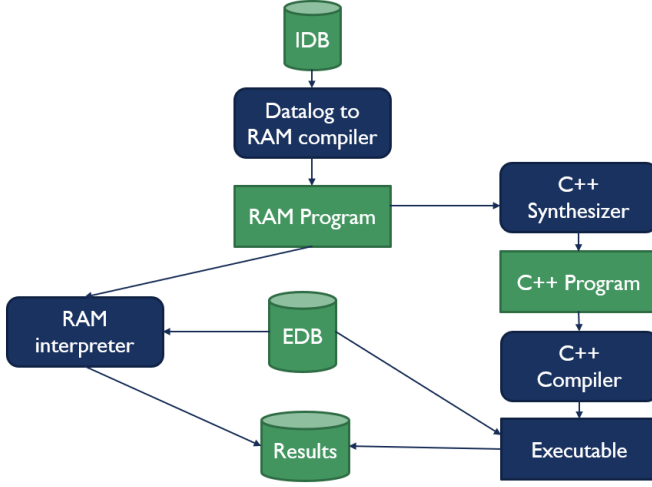 IDB
Datalog to
RAM compiler
RAM Program
C++
Synthesizer
C++ Program
RAM
interpreter
EDB
C++
Compiler
Results
Executable